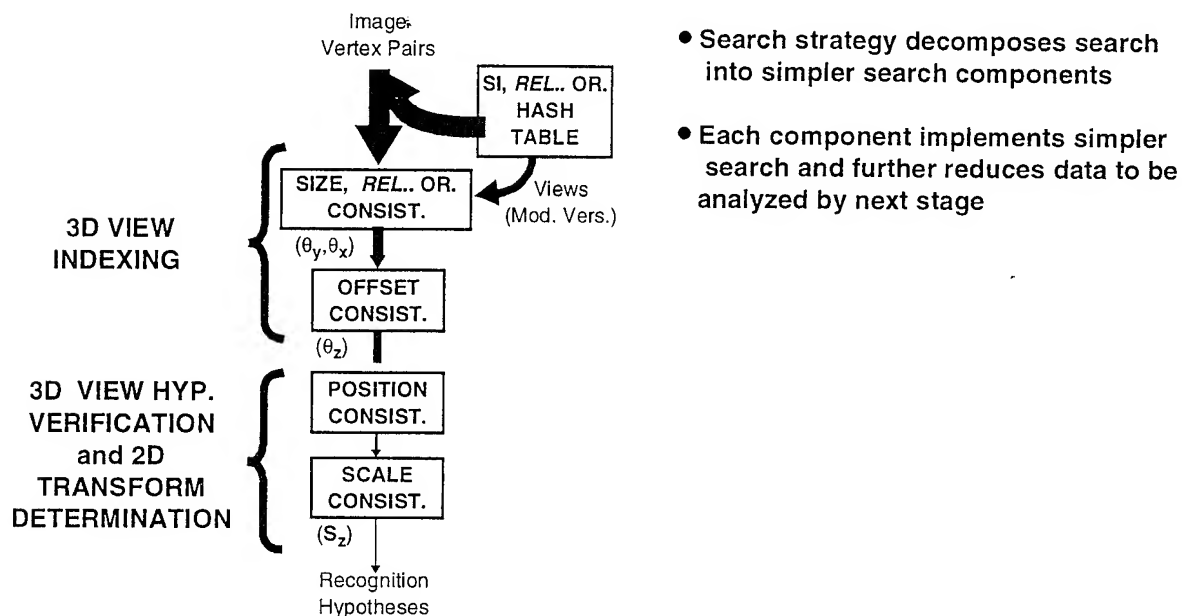 Image
Vertex Pairs
SI, REL.. OR.
HASH
TABLE
SIZE, REL.. OR.
CONSIST.
Views
(Mod. Vers.)
3D VIEW
INDEXING
(θy,θx)
OFFSET
CONSIST.
(θz)
3D VIEW HYP.
VERIFICATION
and 2D
TRANSFORM
DETERMINATION
POSITION
CONSIST.
SCALE
CONSIST.
(Sz)
Recognition
Hypotheses
• Search strategy decomposes search
into simpler search components
• Each component implements simpler
search and further reduces data to be
analyzed by next stage